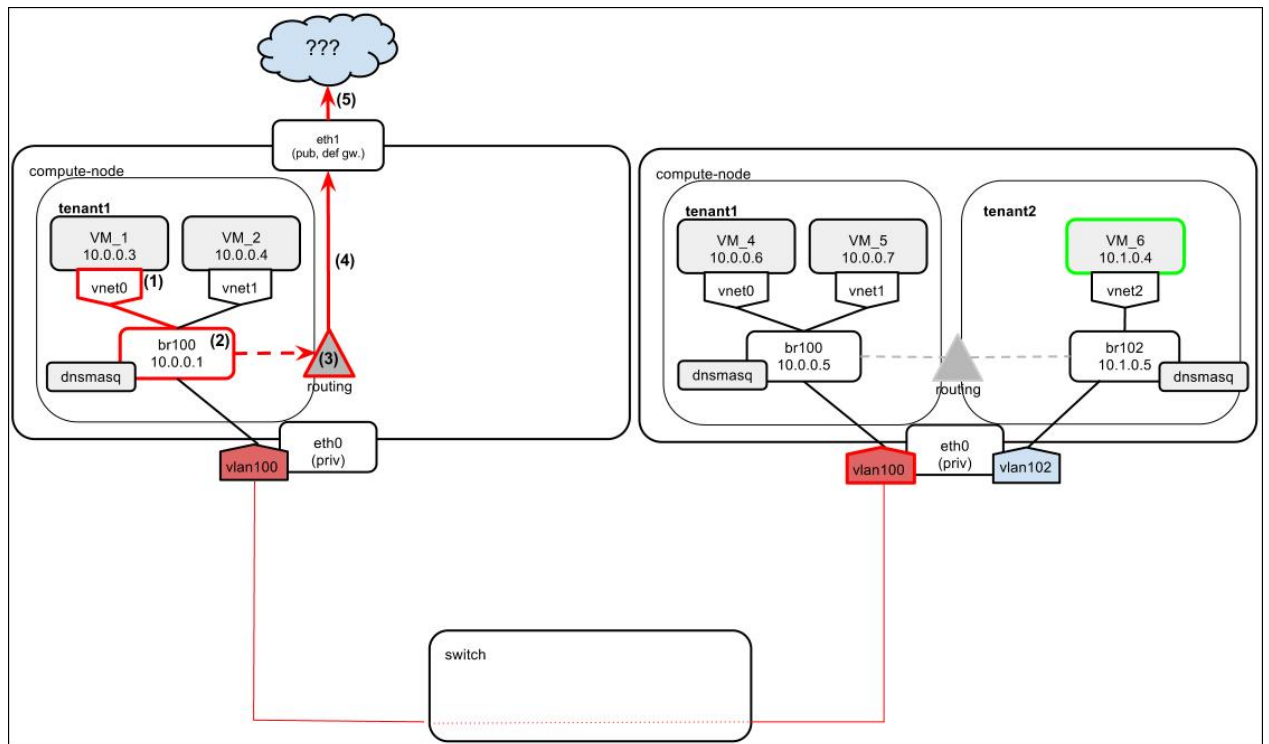 ???
(5)
eth1
(pub, def gw.)
compute-node
tenant1
VM_1
10.0.0.3
VM_2
10.0.0.4
(1)
vnet0
vnet1
(4)
br100
10.0.0.1
(2)
(3)
dnsmasq
routing
eth0
(priv)
vlan100
compute-node
tenant1
VM_4
10.0.0.6
VM_5
10.0.0.7
vnet0
vnet1
br100
10.0.0.5
dnsmasq
routing
tenant2
VM_6
10.1.0.4
vnet2
br102
10.1.0.5
dnsmasq
vlan100
eth0
(priv)
vlan102
switch